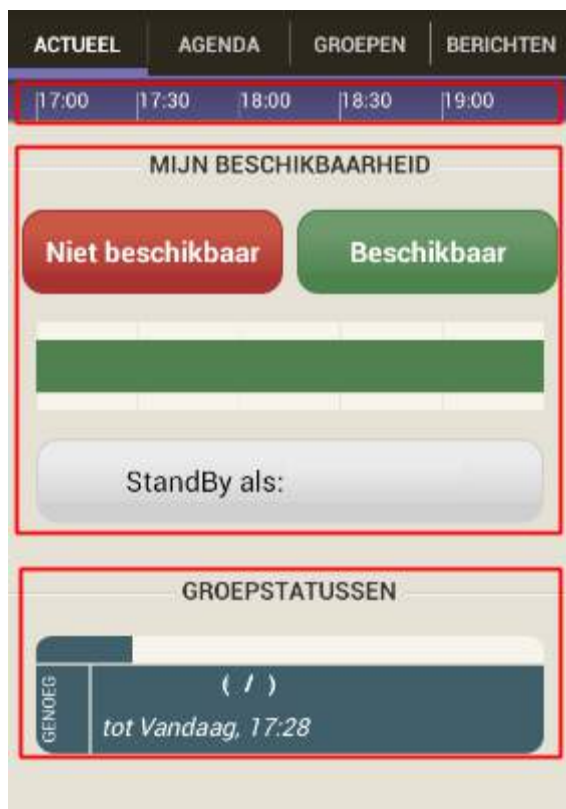 ACTUEEL AGENDA GROEPEN BERICHTEN
17:00 17:30 18:00 18:30 19:00
MIJN BESCHIKBAARHEID
Niet beschikbaar Beschikbaar
StandBy als:
GROEPSTATUSSEN
GENOEG
( / )
tot Vandaag, 17:28